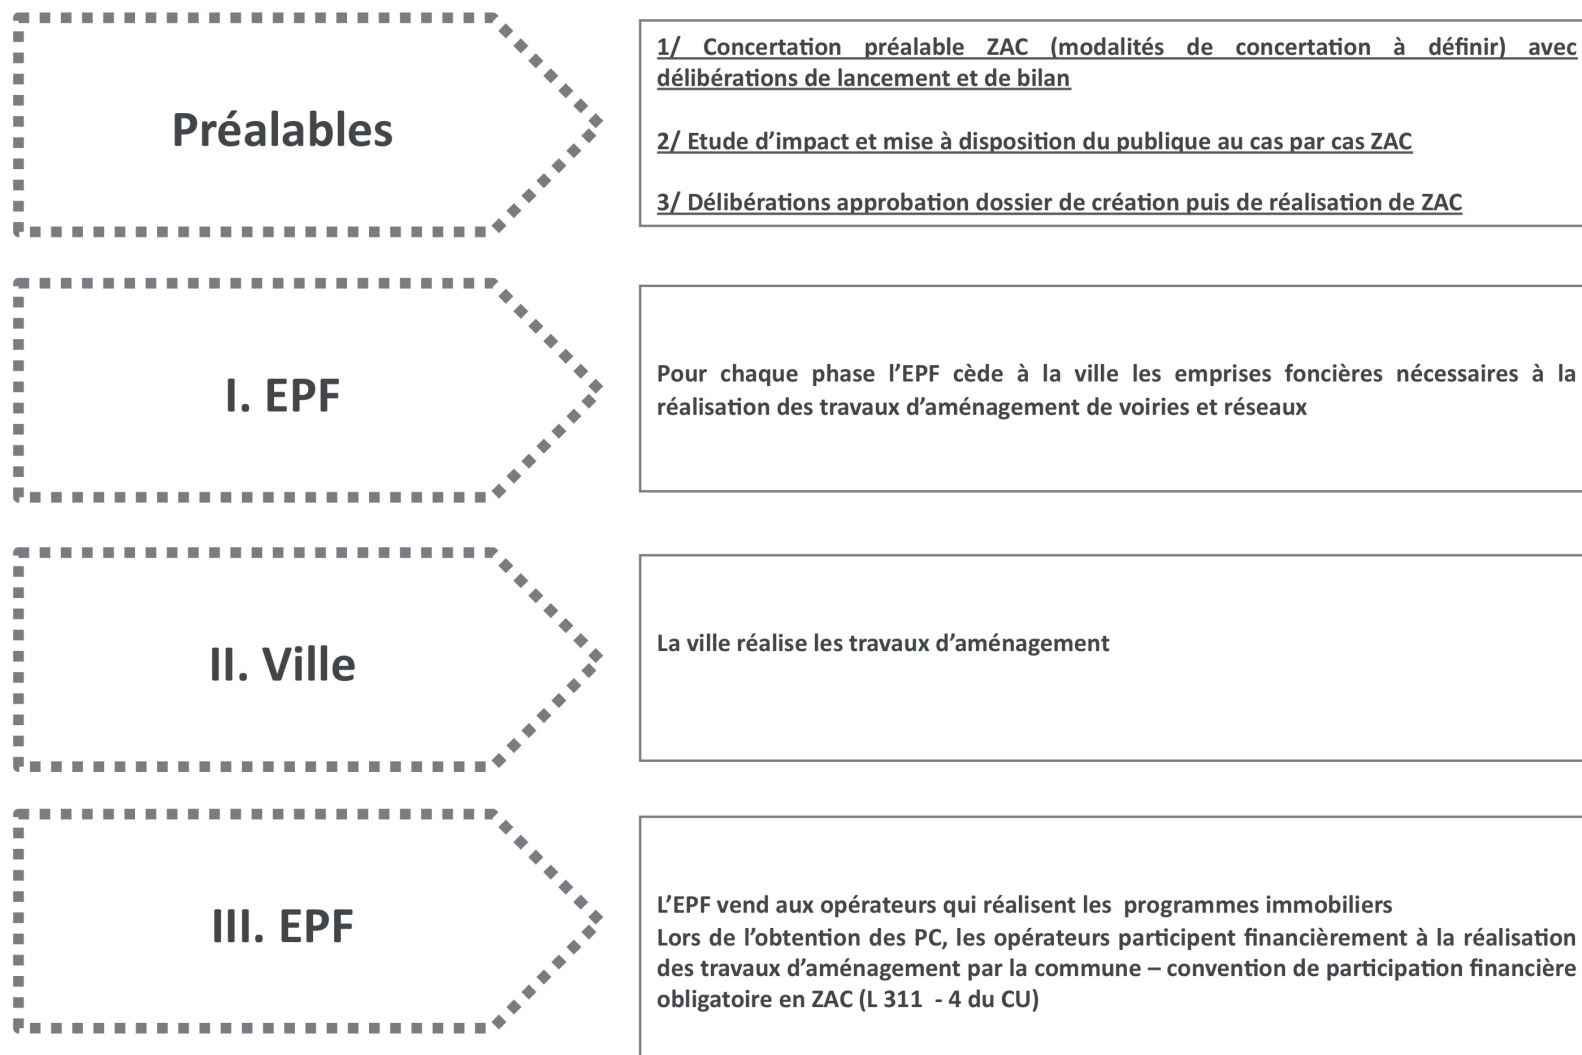 Préalables
1/ Concertation préalable ZAC (modalités de concertation à définir) avec
délibérations de lancement et de bilan
2/ Etude d’impact et mise à disposition du publique au cas par cas ZAC
3/ Délibérations approbation dossier de création puis de réalisation de ZAC
I. EPF
Pour chaque phase l’EPF cède à la ville les emprises foncières nécessaires à la
réalisation des travaux d’aménagement de voiries et réseaux
II. Ville
La ville réalise les travaux d’aménagement
III. EPF
L’EPF vend aux opérateurs qui réalisent les  programmes immobiliers
Lors de l’obtention des PC, les opérateurs participent financièrement à la réalisation
des travaux d’aménagement par la commune – convention de participation financière
obligatoire en ZAC (L 311  - 4 du CU)